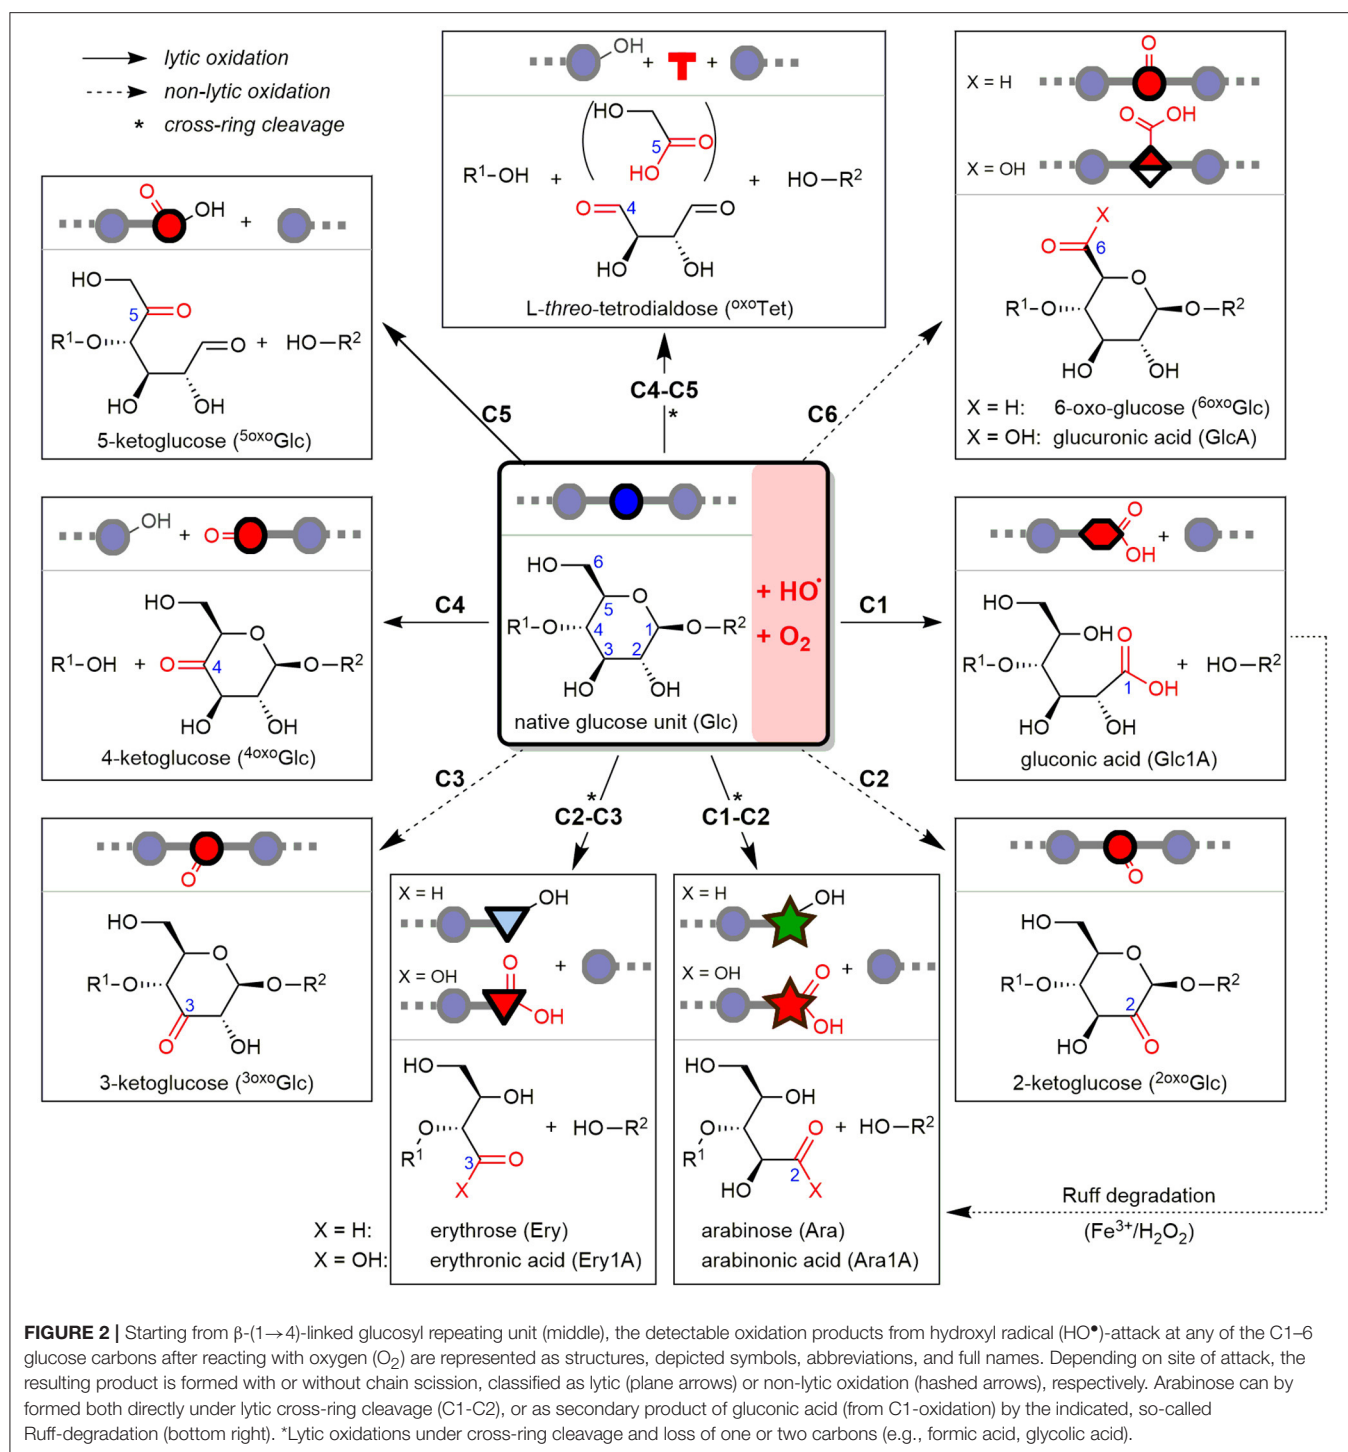 lytic oxidation
non-lytic oxidation
* cross-ring cleavage
OH
+ T +
HO
5
O
HO
R¹–OH + + HO–R²
O
4
O
HO
OH
L-threo-tetrodialdose (ᵒˣᵒTet)
X = H
O
X = OH
O
OH
X
O
6
O
R¹–O
O–R²
HO
OH
X = H: 6-oxo-glucose (⁶ᵒˣᵒGlc)
X = OH: glucuronic acid (GlcA)
O
OH
+
HO
5
O
R¹–O
O + HO–R²
HO
OH
5-ketoglucose (⁵ᵒˣᵒGlc)
C5
C4-C5
*
C6
OH
+ O
HO
O
R¹–OH + O
4
O–R²
HO
OH
4-ketoglucose (⁴ᵒˣᵒGlc)
C4
HO
6
5
O
R¹–O
4
1
O–R²
3
2
HO
OH
native glucose unit (Glc)
+ HO•
+ O₂
C1
O
OH
+
HO
OH
O
R¹–O
1
OH
+ HO–R²
HO
OH
gluconic acid (Glc1A)
C3
*
C2-C3
*
C1-C2
C2
O
HO
O
R¹–O
O–R²
3
O
OH
3-ketoglucose (³ᵒˣᵒGlc)
X = H
OH
X = OH
O
OH
+
HO
OH
O
R¹
3
O
X
+ HO–R²
X = H: erythrose (Ery)
X = OH: erythronic acid (Ery1A)
X = H
OH
X = OH
O
OH
+
HO
OH
O
R¹
O
2
HO
X
+ HO–R²
arabinose (Ara)
arabinonic acid (Ara1A)
O
HO
O
R¹–O
O–R²
2
HO
O
2-ketoglucose (²ᵒˣᵒGlc)
Ruff degradation
(Fe³⁺/H₂O₂)
FIGURE 2 | Starting from β-(1→4)-linked glucosyl repeating unit (middle), the detectable oxidation products from hydroxyl radical (HO•)-attack at any of the C1–6
glucose carbons after reacting with oxygen (O₂) are represented as structures, depicted symbols, abbreviations, and full names. Depending on site of attack, the
resulting product is formed with or without chain scission, classified as lytic (plane arrows) or non-lytic oxidation (hashed arrows), respectively. Arabinose can by
formed both directly under lytic cross-ring cleavage (C1-C2), or as secondary product of gluconic acid (from C1-oxidation) by the indicated, so-called
Ruff-degradation (bottom right). *Lytic oxidations under cross-ring cleavage and loss of one or two carbons (e.g., formic acid, glycolic acid).